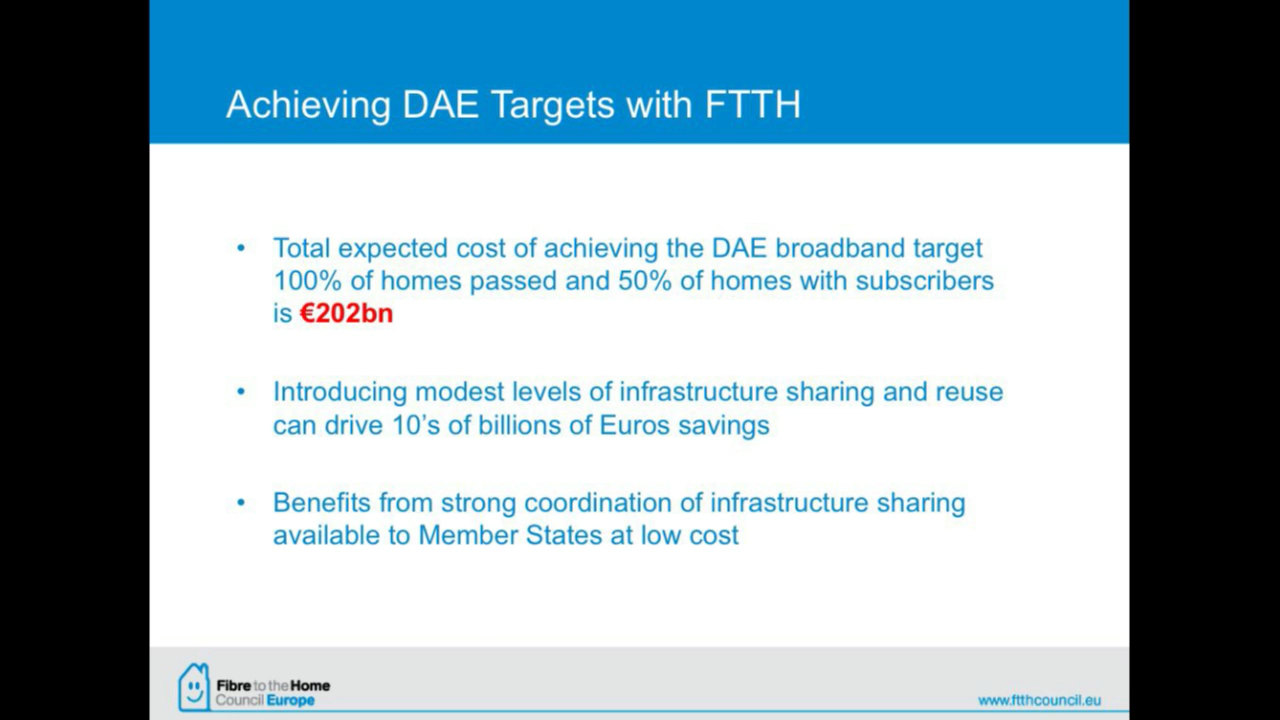 Achieving DAE Targets with FTTH
• Total expected cost of achieving the DAE broadband target
100% of homes passed and 50% of homes with subscribers
is €202bn
• Introducing modest levels of infrastructure sharing and reuse
can drive 10’s of billions of Euros savings
• Benefits from strong coordination of infrastructure sharing
available to Member States at low cost
Fibre to the Home
Council Europe
www.ftthcouncil.eu